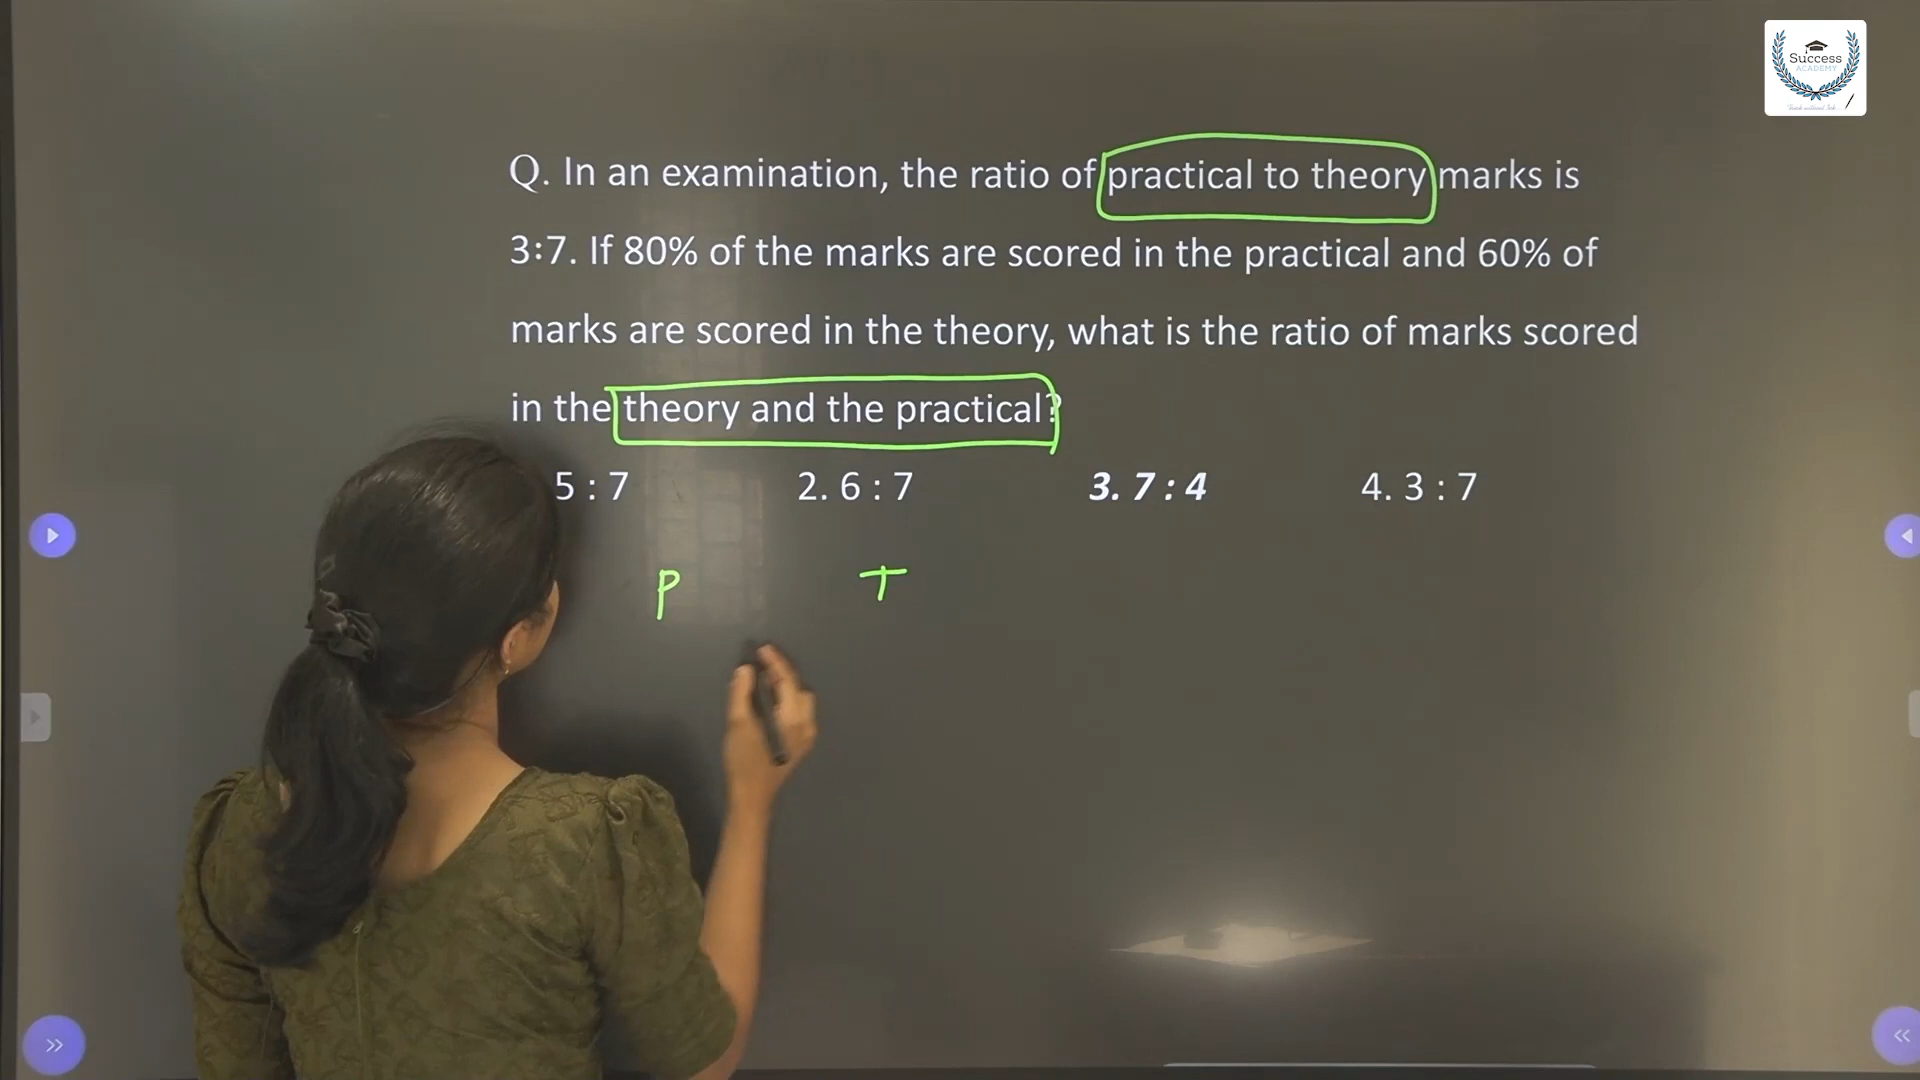 Success
ACADEMY
Q. In an examination, the ratio of practical to theory marks is
3:7. If 80% of the marks are scored in the practical and 60% of
marks are scored in the theory, what is the ratio of marks scored
in the theory and the practical?
5 : 7 2. 6 : 7 3. 7 : 4 4. 3 : 7
P T